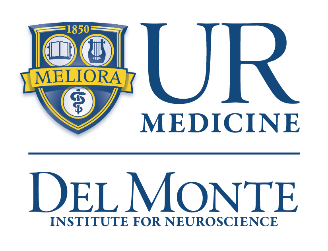 1850
MELIORA
UR
MEDICINE
DEL MONTE
INSTITUTE FOR NEUROSCIENCE